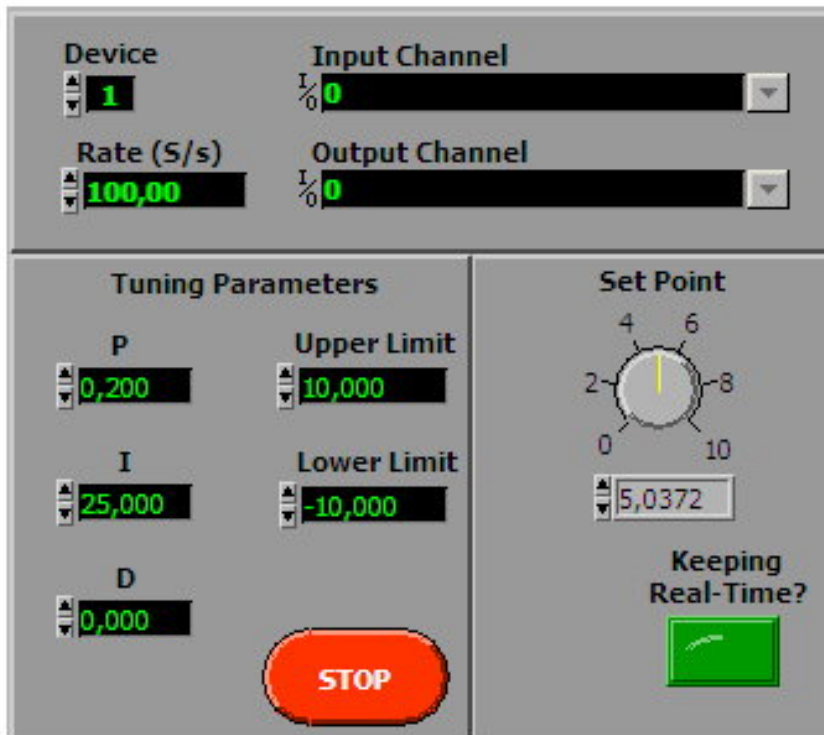 Device
Input Channel
1
I/O 0
Rate (S/s)
Output Channel
100,00
I/O 0
Tuning Parameters
P
Upper Limit
0,200
10,000
I
Lower Limit
25,000
-10,000
D
0,000
STOP
Set Point
4 6
2 8
0 10
5,0372
Keeping
Real-Time?